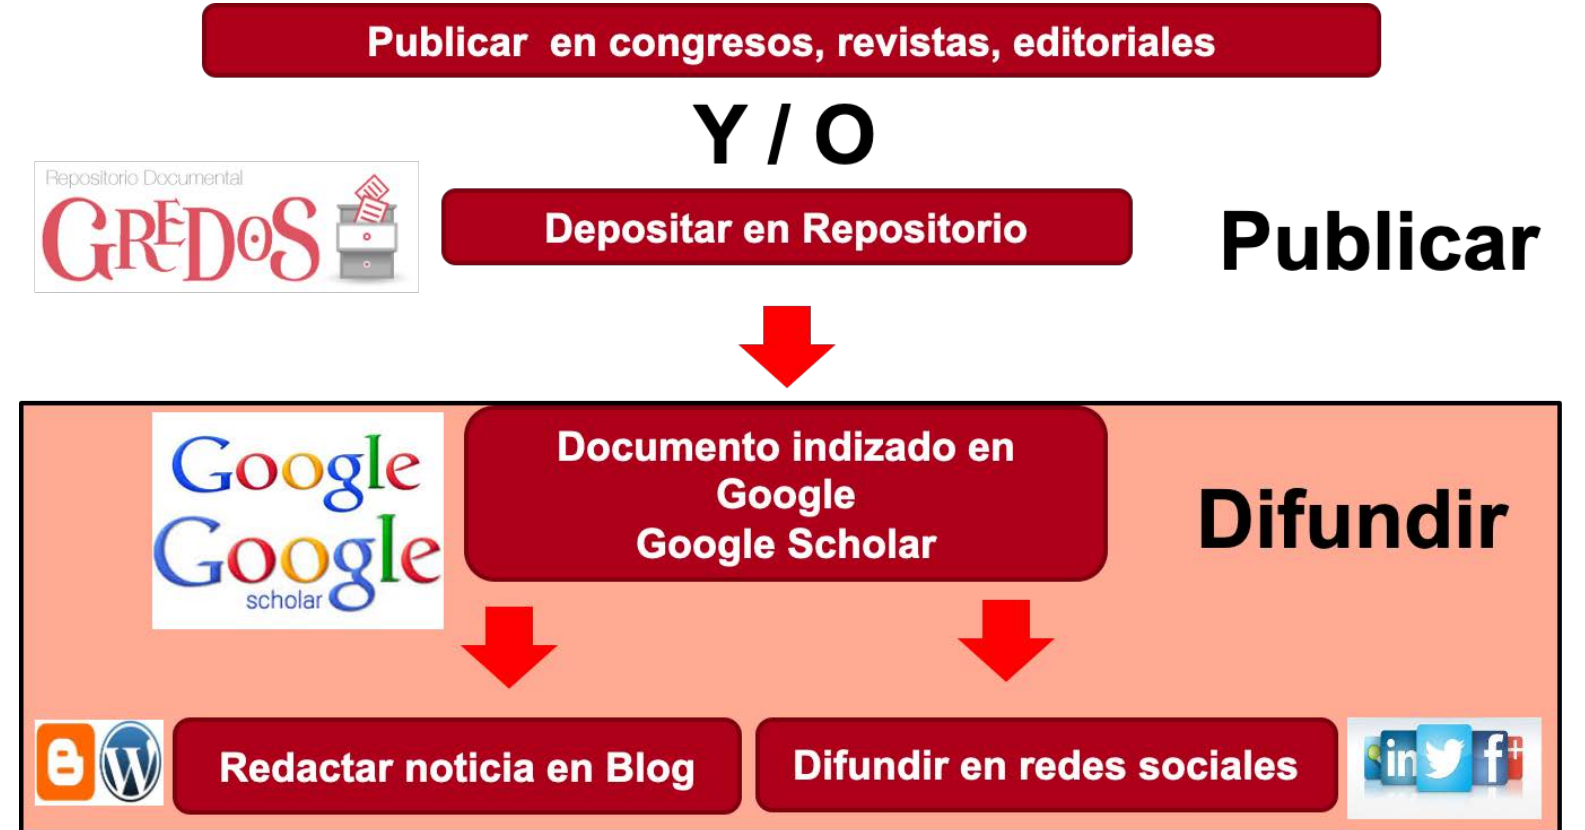 Publicar en congresos, revistas, editoriales
Y / O
Repositorio Documental
GREDOS
Depositar en Repositorio
Publicar
Google
Google
scholar
Documento indizado en
Google
Google Scholar
Difundir
B W
Redactar noticia en Blog
Difundir en redes sociales
in f +